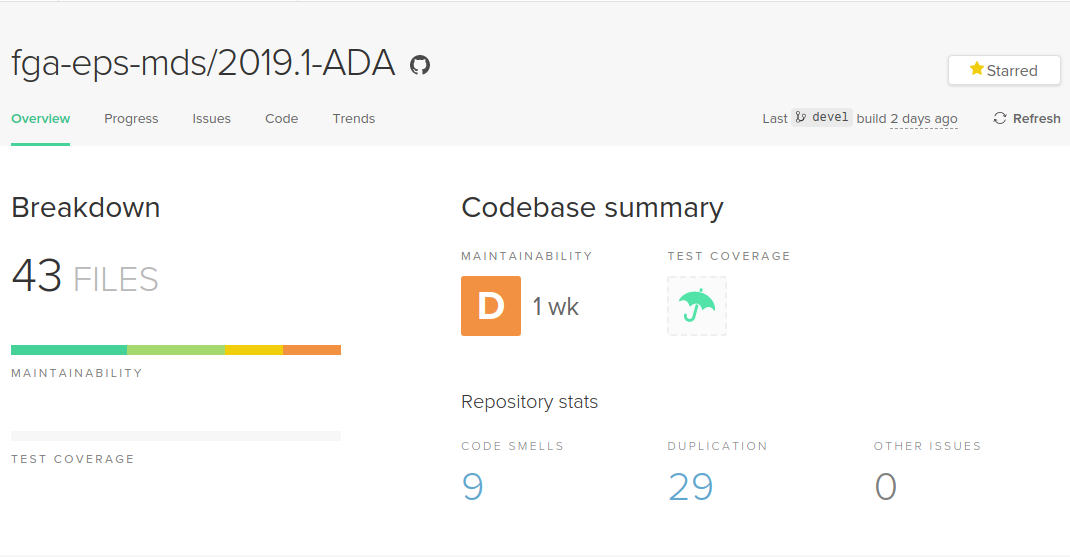 fga-eps-mds/2019.1-ADA
Starred
Overview Progress Issues Code Trends
Last devel build 2 days ago Refresh
Breakdown
43 FILES
MAINTAINABILITY
TEST COVERAGE
Codebase summary
MAINTAINABILITY TEST COVERAGE
D 1 wk
Repository stats
CODE SMELLS DUPLICATION OTHER ISSUES
9 29 0